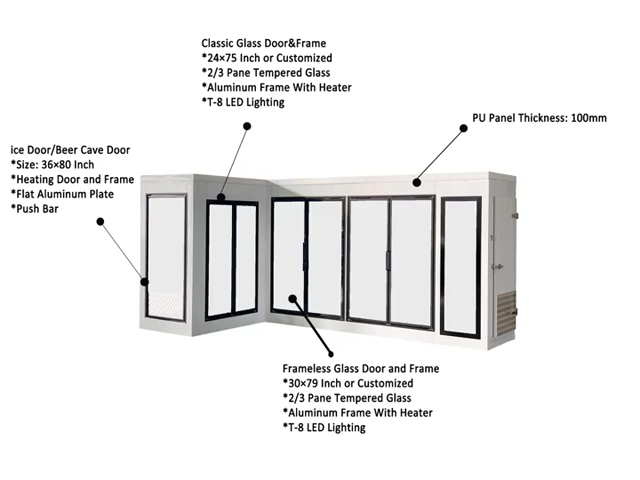 Classic Glass Door&Frame
*24×75 Inch or Customized
*2/3 Pane Tempered Glass
*Aluminum Frame With Heater
*T-8 LED Lighting
PU Panel Thickness: 100mm
ice Door/Beer Cave Door
*Size: 36×80 Inch
*Heating Door and Frame
*Flat Aluminum Plate
*Push Bar
Frameless Glass Door and Frame
*30×79 Inch or Customized
*2/3 Pane Tempered Glass
*Aluminum Frame With Heater
*T-8 LED Lighting